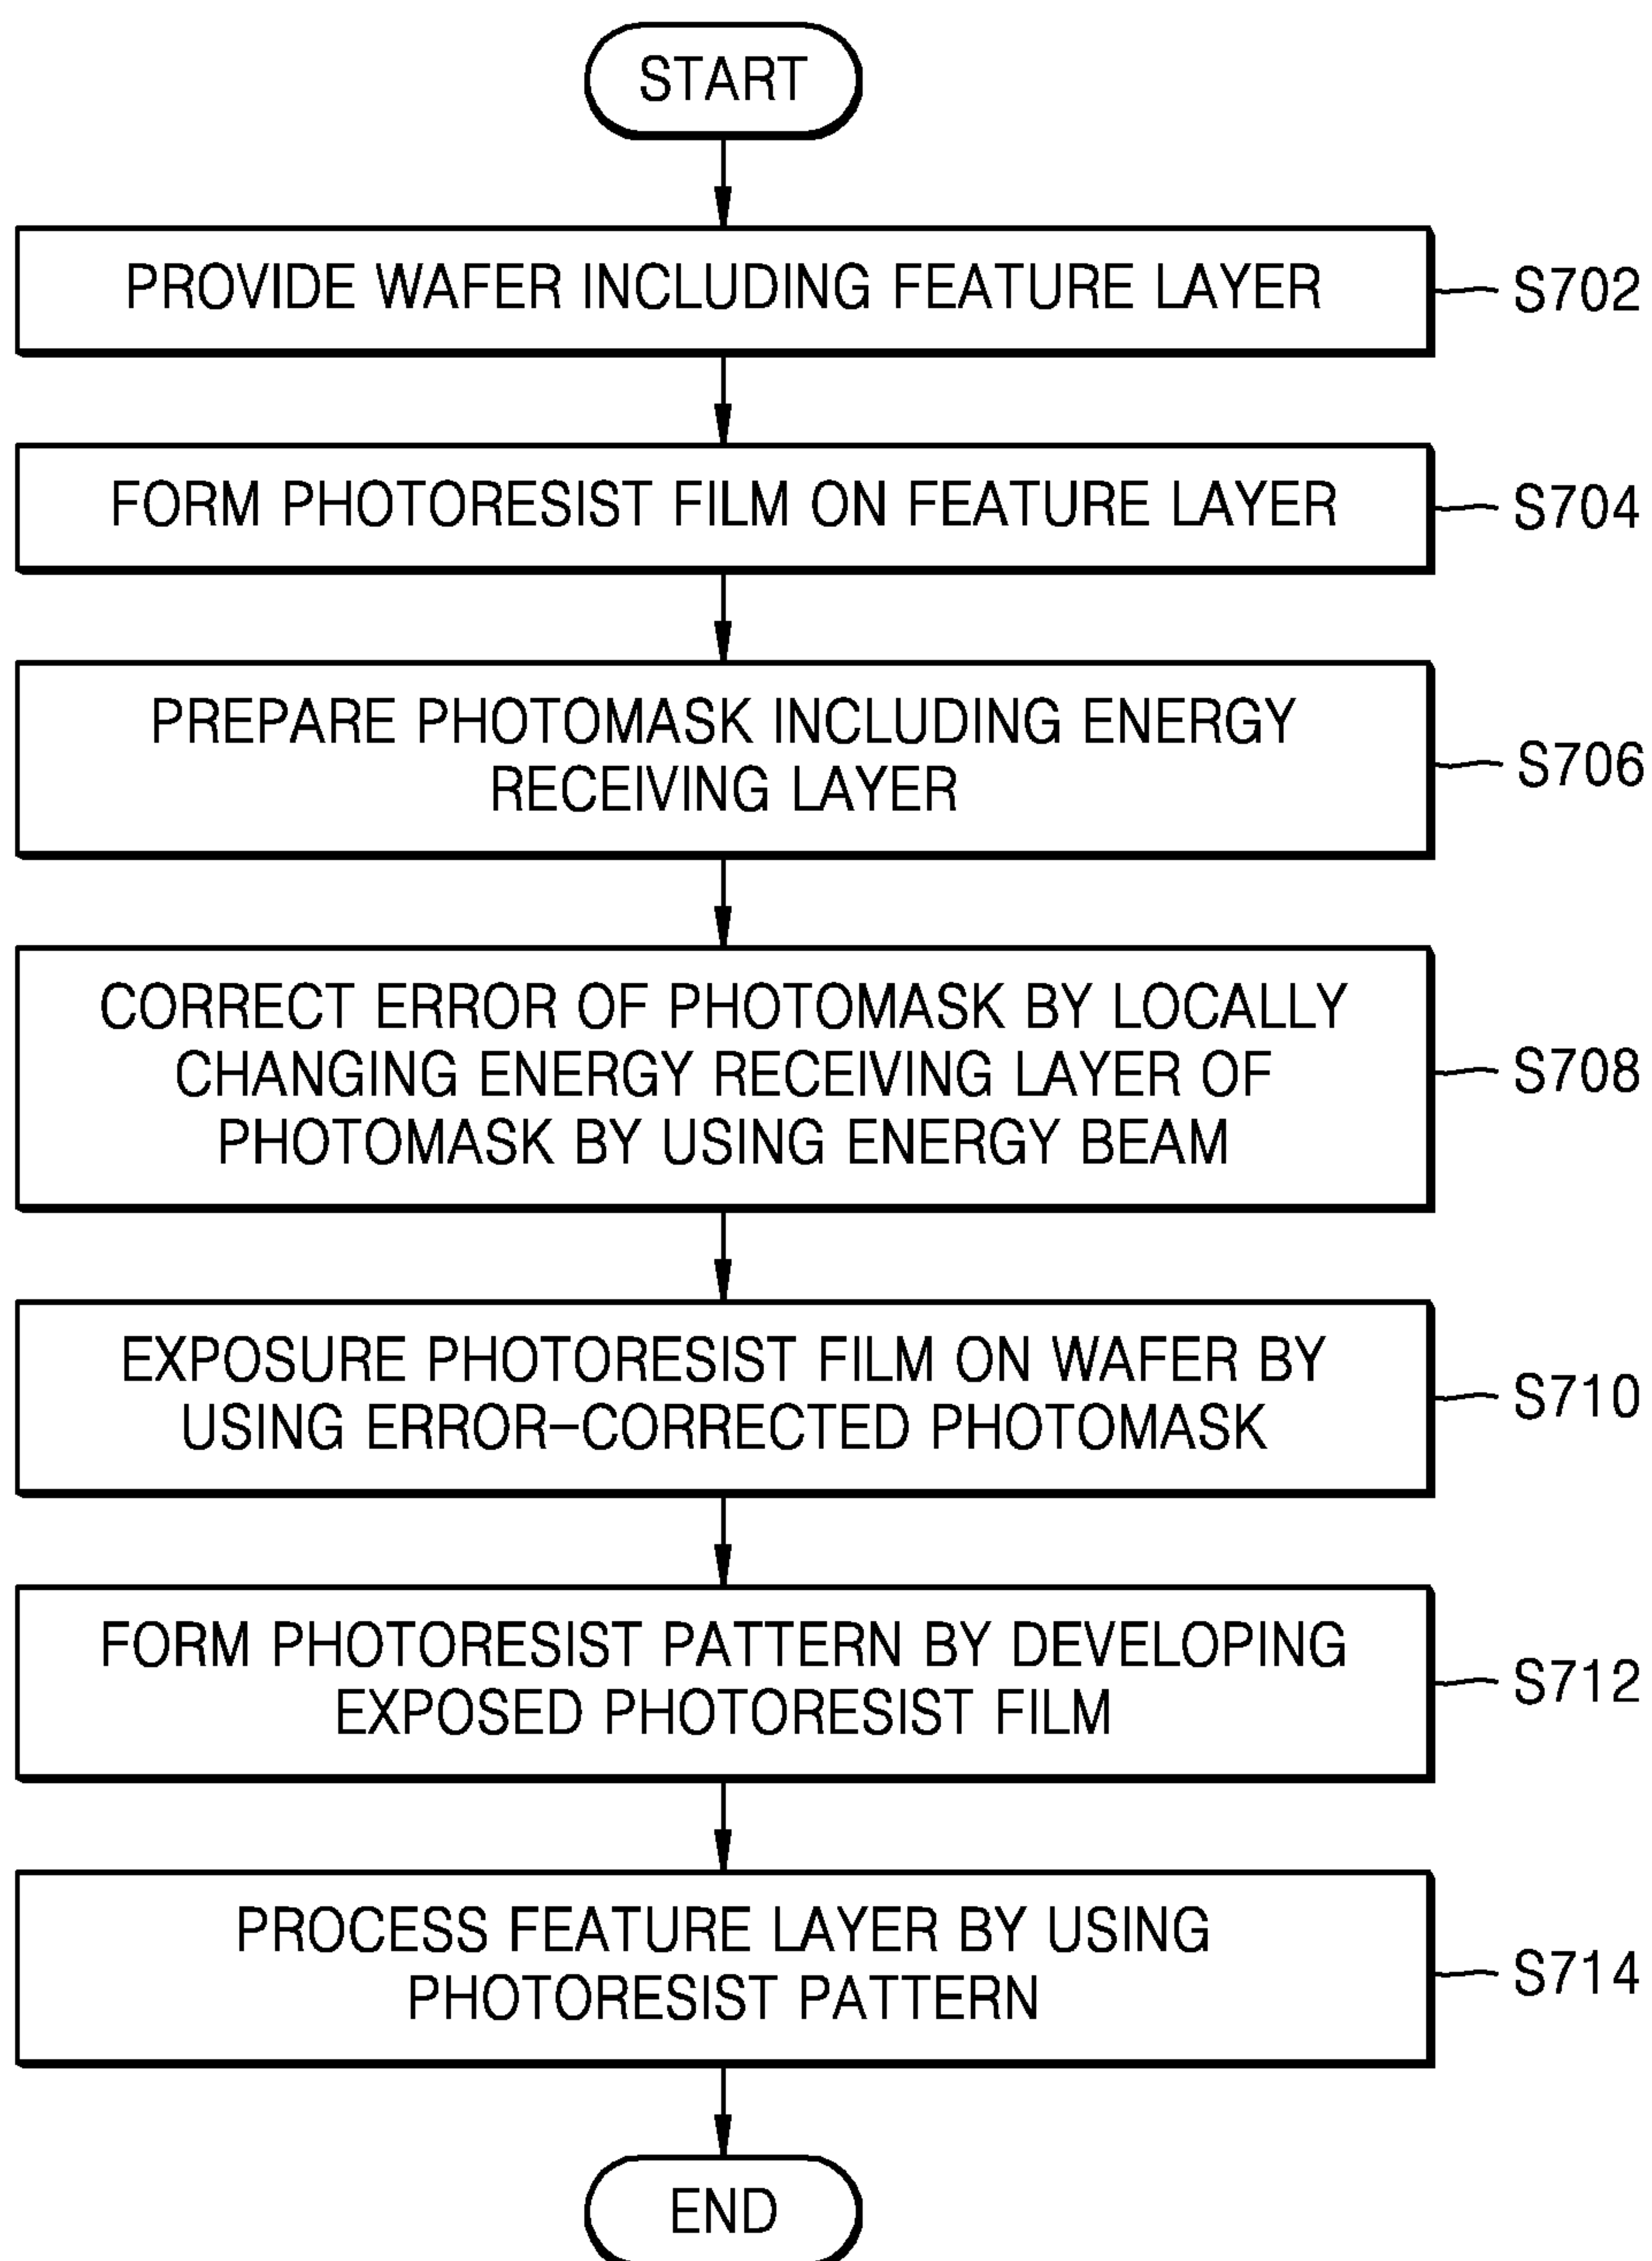 START
PROVIDE WAFER INCLUDING FEATURE LAYER
S702
FORM PHOTORESIST FILM ON FEATURE LAYER
S704
PREPARE PHOTOMASK INCLUDING ENERGY
RECEIVING LAYER
S706
CORRECT ERROR OF PHOTOMASK BY LOCALLY
CHANGING ENERGY RECEIVING LAYER OF
PHOTOMASK BY USING ENERGY BEAM
S708
EXPOSURE PHOTORESIST FILM ON WAFER BY
USING ERROR-CORRECTED PHOTOMASK
S710
FORM PHOTORESIST PATTERN BY DEVELOPING
EXPOSED PHOTORESIST FILM
S712
PROCESS FEATURE LAYER BY USING
PHOTORESIST PATTERN
S714
END